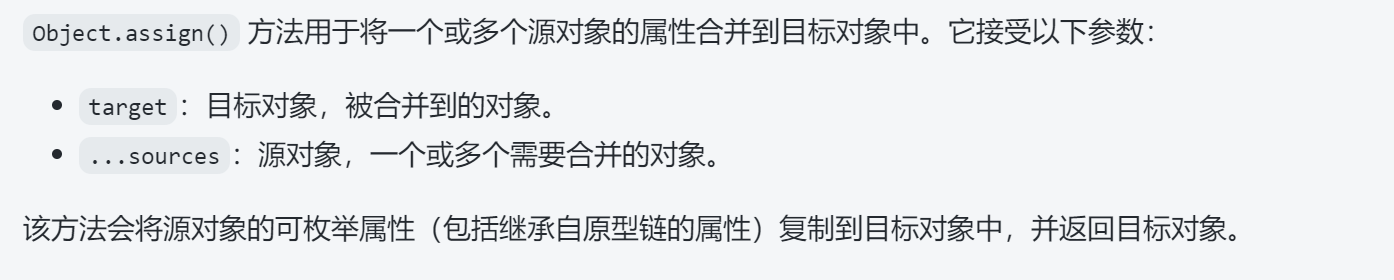 Object.assign() 方法用于将一个或多个源对象的属性合并到目标对象中。它接受以下参数：
• target：目标对象，被合并到的对象。
• ...sources：源对象，一个或多个需要合并的对象。
该方法会将源对象的可枚举属性（包括继承自原型链的属性）复制到目标对象中，并返回目标对象。